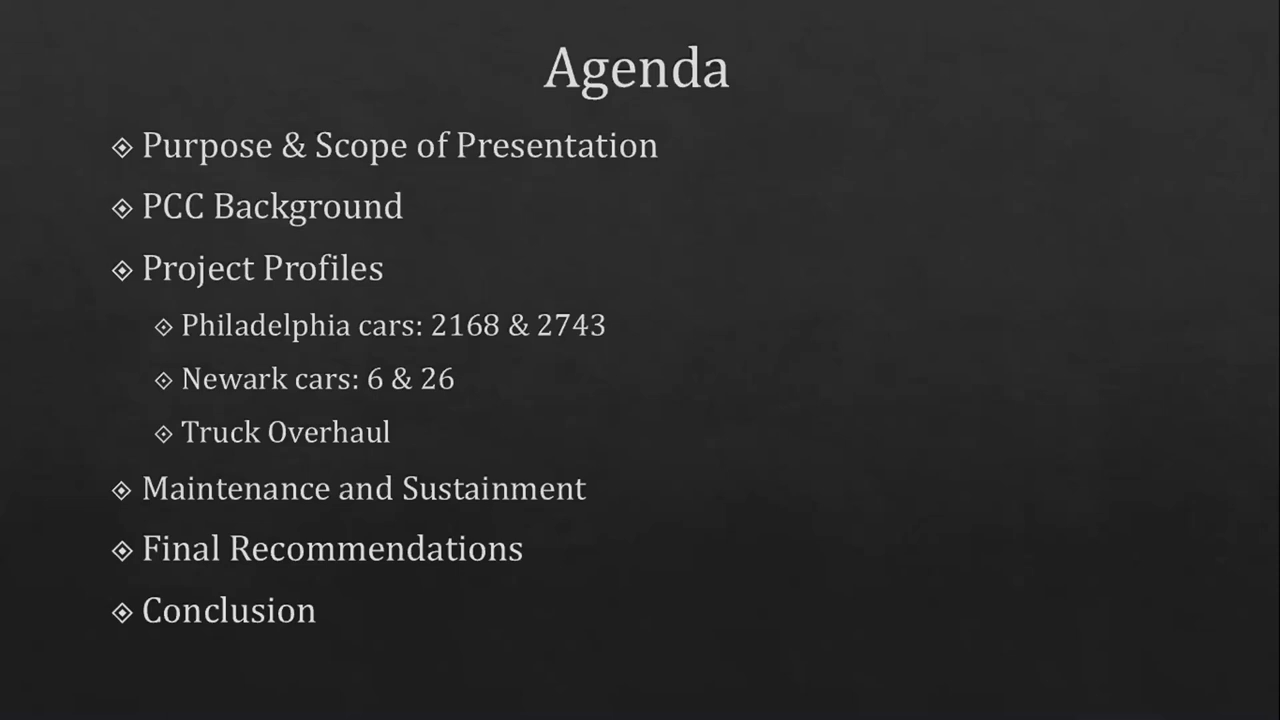 Agenda
Purpose & Scope of Presentation
PCC Background
Project Profiles
Philadelphia cars: 2168 & 2743
Newark cars: 6 & 26
Truck Overhaul
Maintenance and Sustainment
Final Recommendations
Conclusion